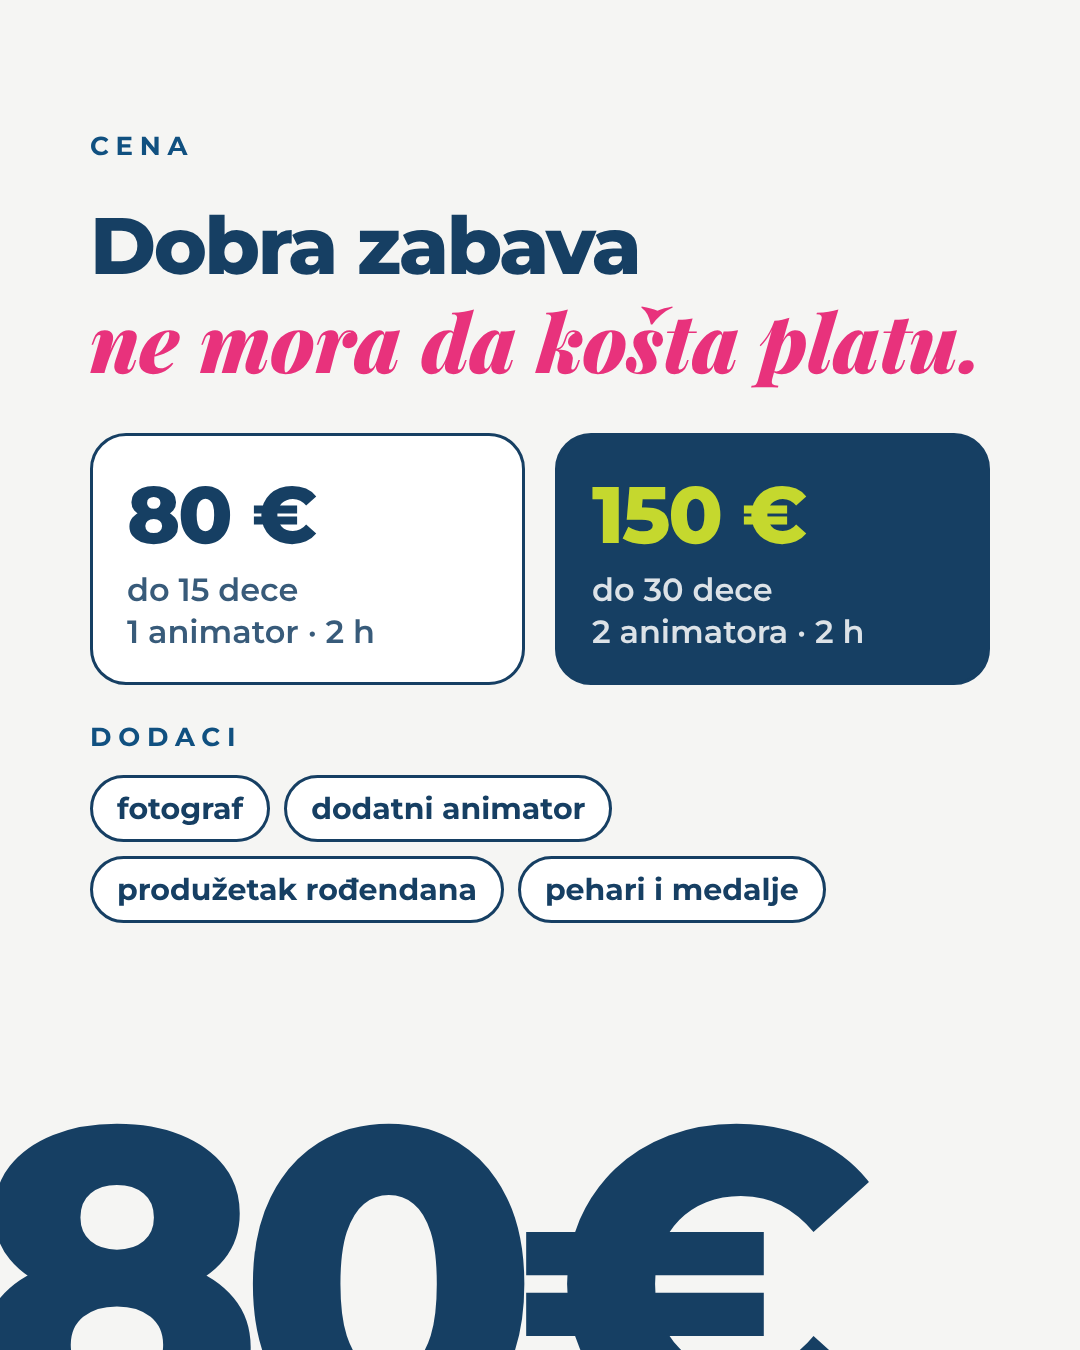 CENA
Dobra zabava
ne mora da košta platu.
80 €
do 15 dece
1 animator · 2 h
150 €
do 30 dece
2 animatora · 2 h
DODACI
fotograf
dodatni animator
produžetak rođendana
pehari i medalje
80€